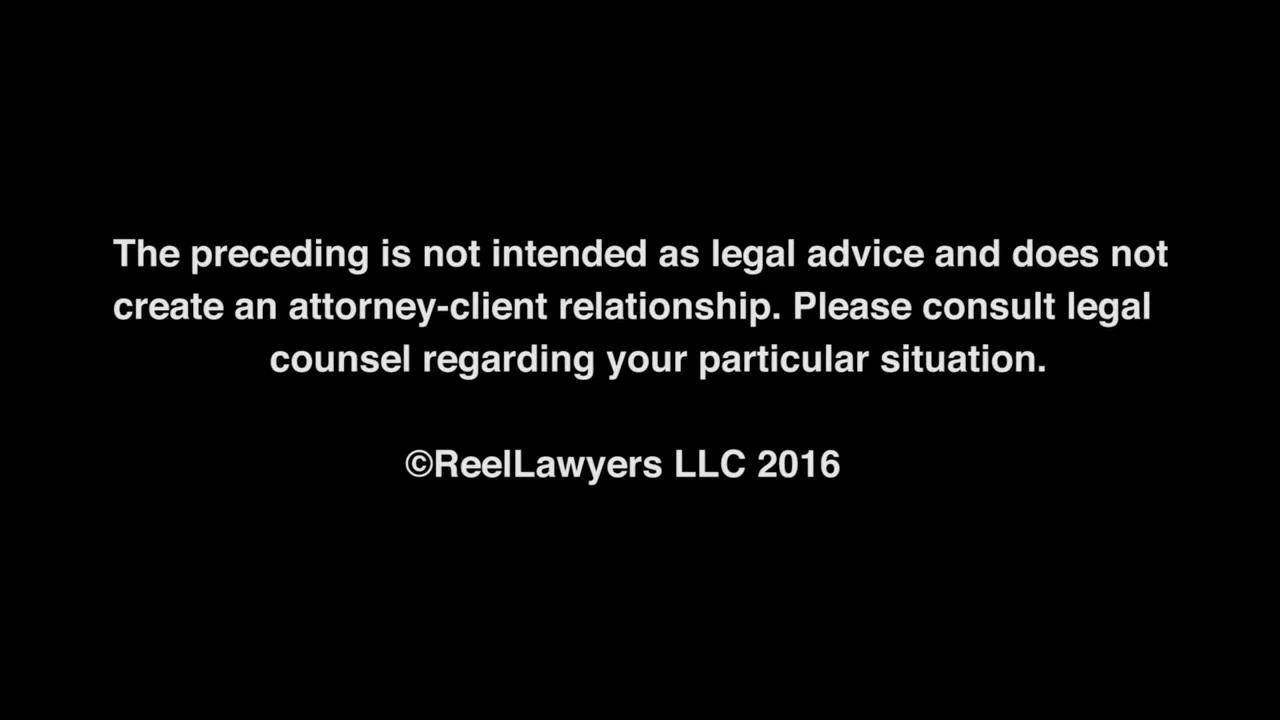 The preceding is not intended as legal advice and does not
create an attorney-client relationship. Please consult legal
counsel regarding your particular situation.
©ReelLawyers LLC 2016